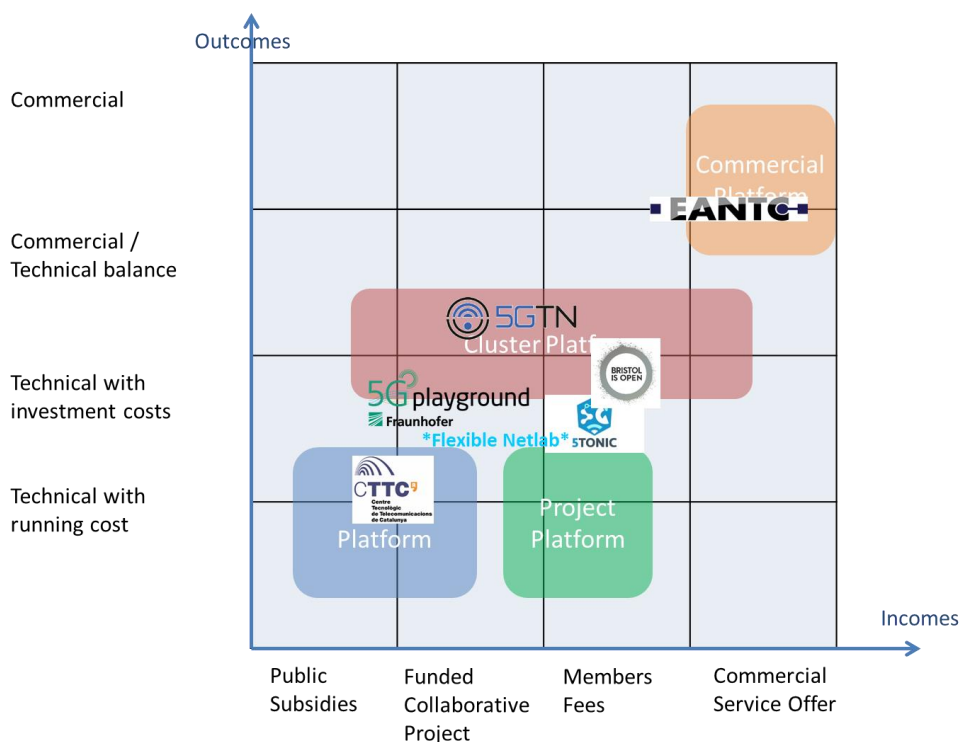 Outcomes
Commercial
Commercial
Platform
EANTC
Commercial /
Technical balance
5GTN
Cluster Platf
BRISTOL
IS OPEN
Technical with
investment costs
5G playground
Fraunhofer
*Flexible Netlab*
5TONIC
CTTC
Centre
Tecnològic
de Telecomunicacions
de Catalunya
Technical with
running cost
Platform
Project
Platform
Incomes
Public
Subsidies
Funded
Collaborative
Project
Members
Fees
Commercial
Service Offer